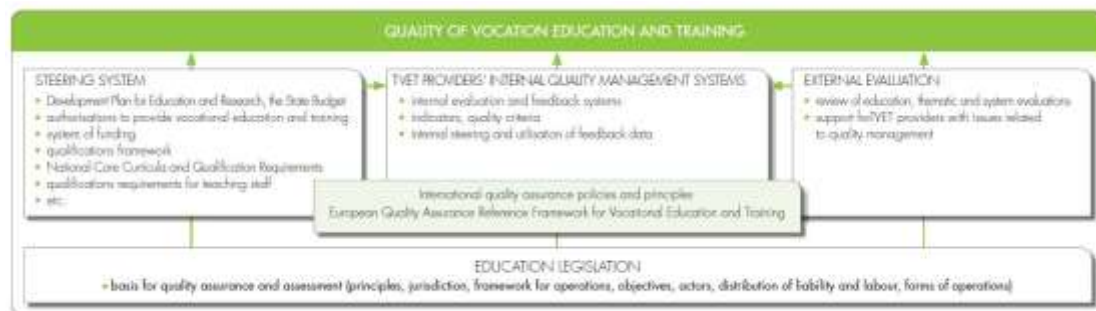 QUALITY OF VOCATION EDUCATION AND TRAINING
STEERING SYSTEM
Development Plan for Education and Research, the State Budget
authorisations to provide vocational education and training
system of funding
qualifications framework
National Core Curricula and Qualification Requirements
qualifications requirements for teaching staff
etc.
TVET PROVIDERS' INTERNAL QUALITY MANAGEMENT SYSTEMS
internal evaluation and feedback systems
indicators, quality criteria
internal steering and utilisation of feedback data
EXTERNAL EVALUATION
review of education, thematic and system evaluations
support forTVET providers with issues related
to quality management
International quality assurance policies and principles
European Quality Assurance Reference Framework for Vocational Education and Training
EDUCATION LEGISLATION
basis for quality assurance and assessment (principles, jurisdiction, framework for operations, objectives, actors, distribution of liability and labour, forms of operations)